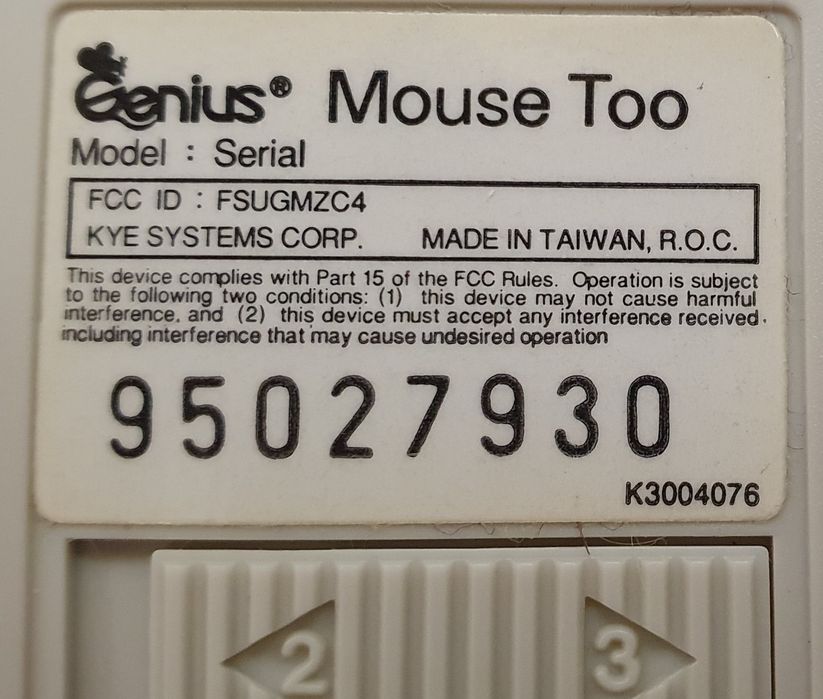 Genius® Mouse Too
Model : Serial
FCC ID : FSUGMZC4
KYE SYSTEMS CORP. MADE IN TAIWAN, R.O.C.
This device complies with Part 15 of the FCC Rules. Operation is subject
to the following two conditions: (1) this device may not cause harmful
interference. and (2) this device must accept any interference received.
including interference that may cause undesired operation
95027930
K3004076
2 3